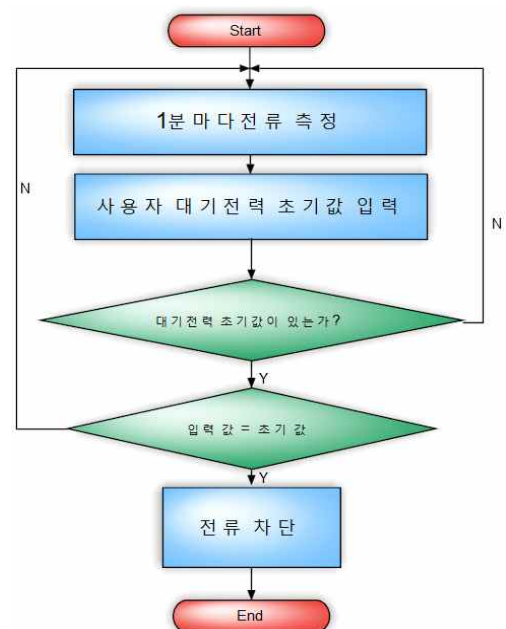 Start
1분마다전류 측정
N
사용자 대기전력 초기값 입력
N
대기전력 초기값이 있는가?
Y
입력 값 = 초기 값
Y
전류 차단
End